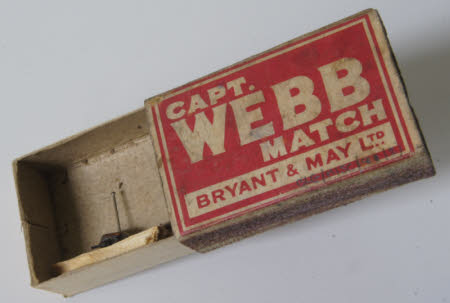 CAPT.
WEBB
MATCH
BRYANT & MAY LTD